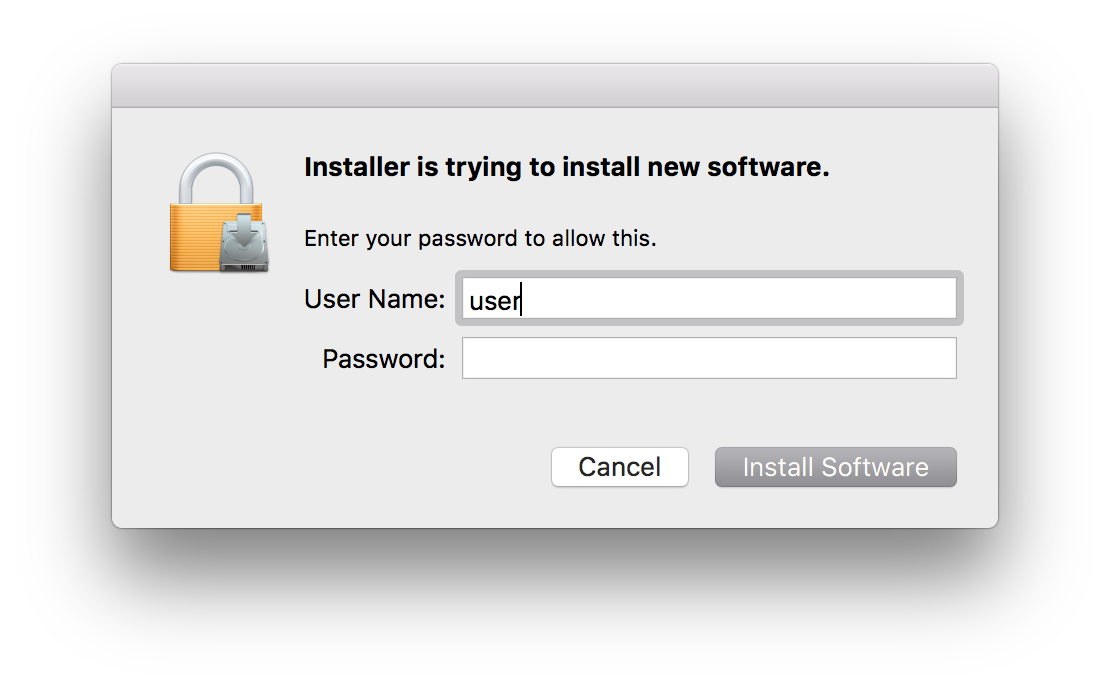 Installer is trying to install new software.
Enter your password to allow this.
User Name: user
Password:
Cancel Install Software